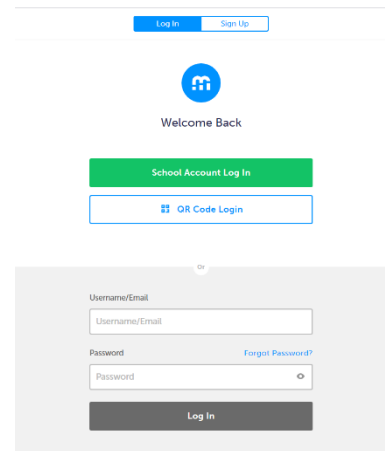 Log In Sign Up
m
Welcome Back
School Account Log In
QR Code Login
Or
Username/Email
Username/Email
Password Forgot Password?
Password
Log In